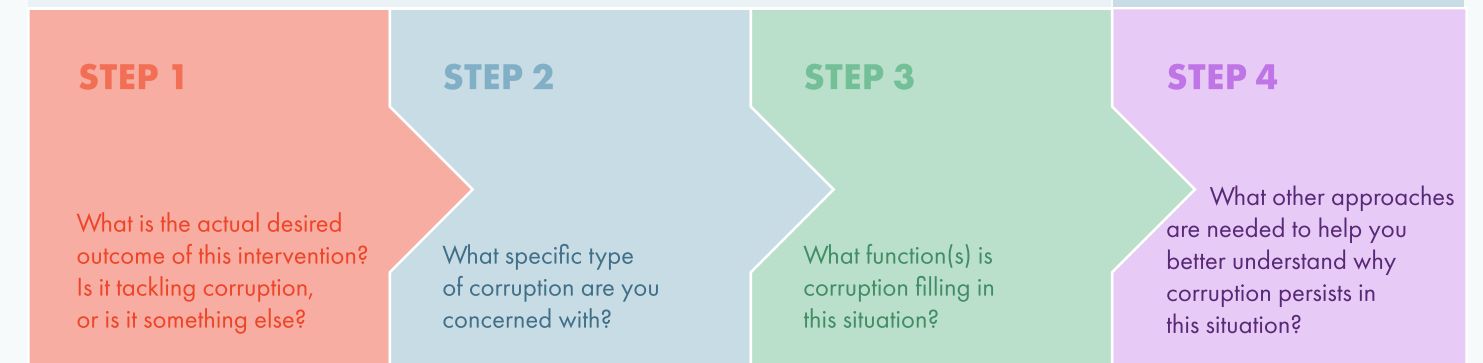 STEP 1
What is the actual desired
outcome of this intervention?
Is it tackling corruption,
or is it something else?
STEP 2
What specific type
of corruption are you
concerned with?
STEP 3
What function(s) is
corruption filling in
this situation?
STEP 4
What other approaches
are needed to help you
better understand why
corruption persists in
this situation?